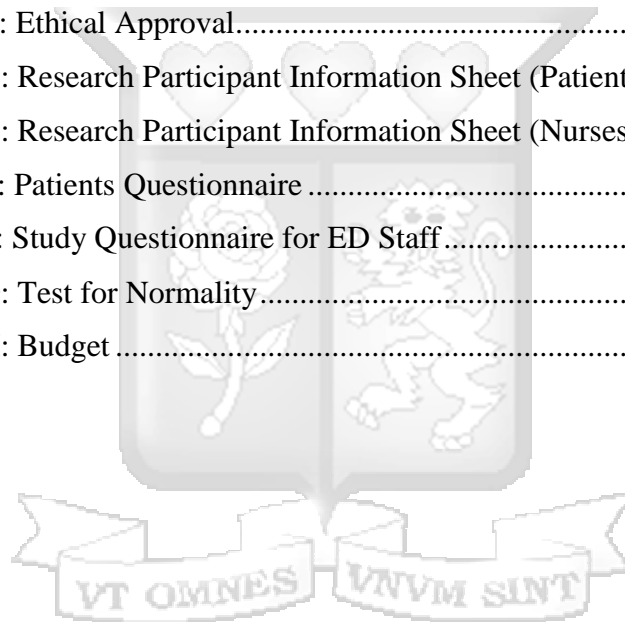 : Ethical Approval....................................................
: Research Participant Information Sheet (Patient
: Research Participant Information Sheet (Nurses
: Patients Questionnaire ..........................................
: Study Questionnaire for ED Staff........................
: Test for Normality................................................
: Budget ..................................................................
VT OMNES VNVM SINT